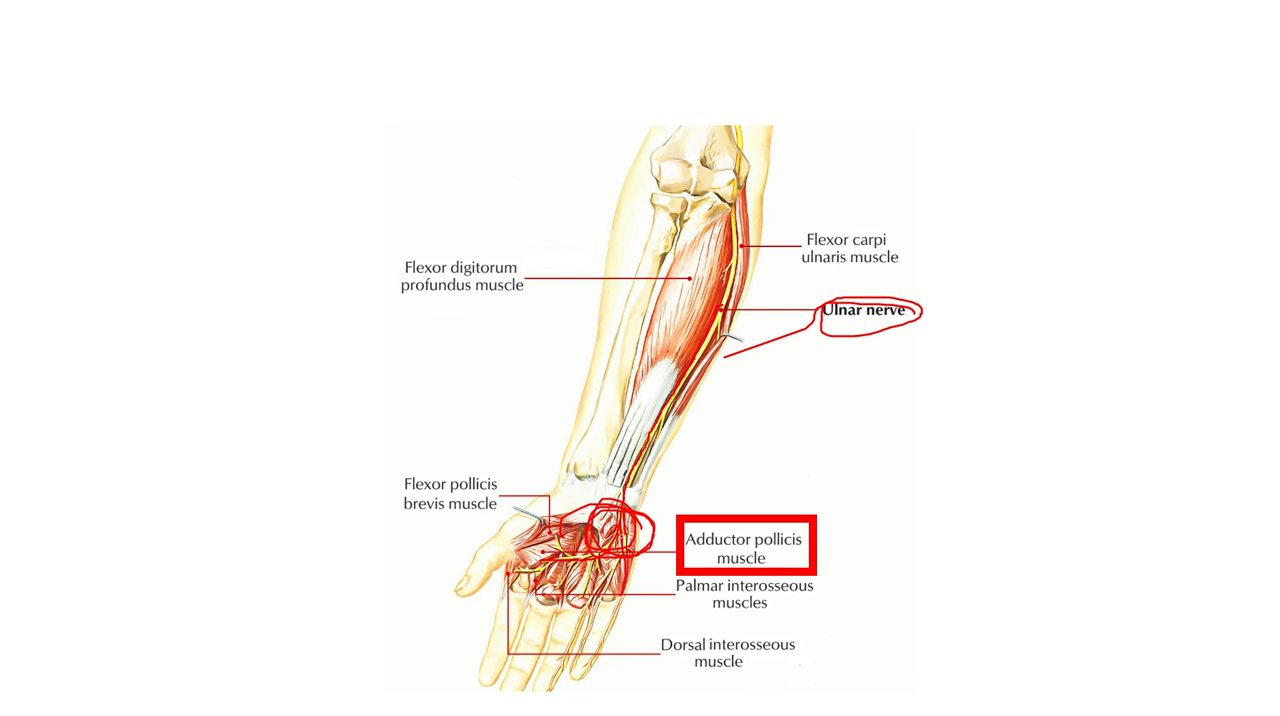 Flexor carpi
ulnaris muscle
Flexor digitorum
profundus muscle
Ulnar nerve
Flexor pollicis
brevis muscle
Adductor pollicis
muscle
Palmar interosseous
muscles
Dorsal interosseous
muscle